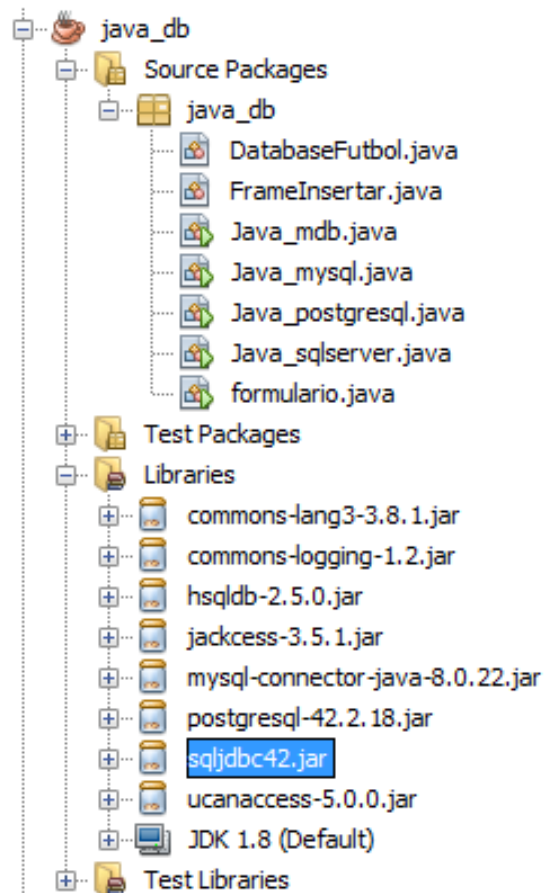 java_db
Source Packages
java_db
DatabaseFutbol.java
FrameInsertar.java
Java_mdb.java
Java_mysql.java
Java_postgresql.java
Java_sqlserver.java
formulario.java
Test Packages
Libraries
commons-lang3-3.8.1.jar
commons-logging-1.2.jar
hsqldb-2.5.0.jar
jackcess-3.5.1.jar
mysql-connector-java-8.0.22.jar
postgresql-42.2.18.jar
sqljdbc42.jar
ucanaccess-5.0.0.jar
JDK 1.8 (Default)
Test Libraries